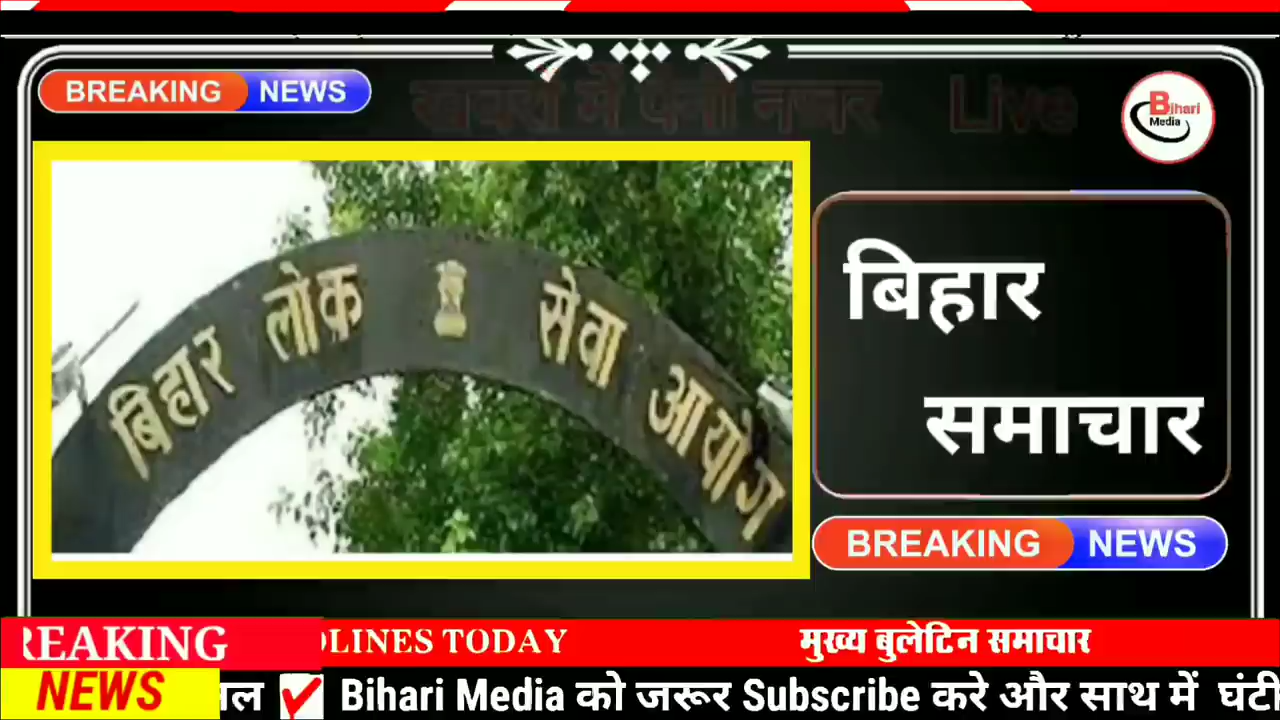 BREAKING NEWS
Live
Bihari
Media
बिहार लोक सेवा आयोग
बिहार
समाचार
BREAKING NEWS
REAKING
DLINES TODAY मुख्य बुलेटिन समाचार
NEWS
Bihari Media को जरूर Subscribe करे और साथ में घंटी